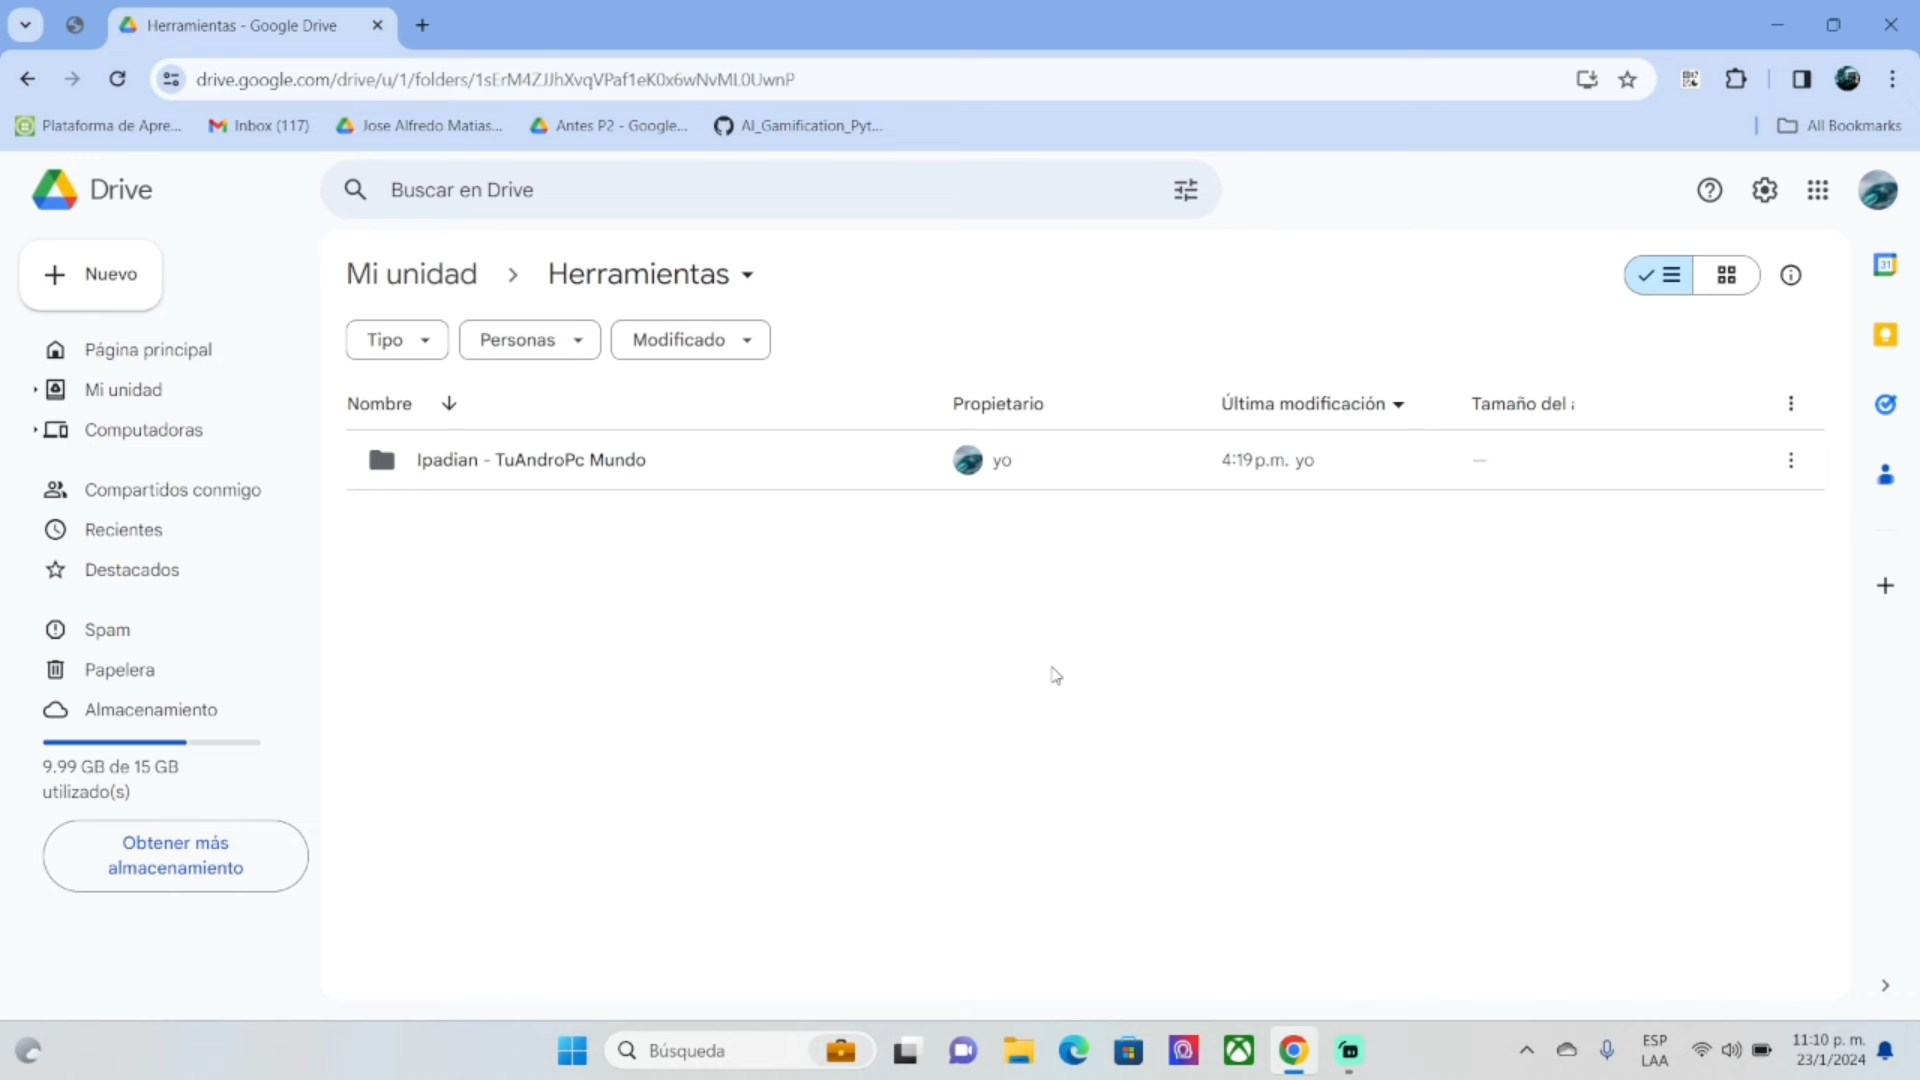 Herramientas - Google Drive
drive.google.com/drive/u/1/folders/1sErM4ZJJhXvqVPaf1eK0x6wNvML0UwnP
Plataforma de Apre...
Inbox (117)
Jose Alfredo Matias...
Antes P2 - Google...
AI_Gamification_Pyt...
All Bookmarks
Drive
Buscar en Drive
Nuevo
Mi unidad
Herramientas
31
Tipo
Personas
Modificado
Página principal
Mi unidad
Computadoras
Compartidos conmigo
Recientes
Destacados
Spam
Papelera
Almacenamiento
9.99 GB de 15 GB
utilizado(s)
Obtener más
almacenamiento
Nombre
Propietario
Última modificación
Tamaño del a
Ipadian - TuAndroPc Mundo
yo
4:19 p.m. yo
—
Búsqueda
ESP
LAA
11:10 p. m.
23/1/2024